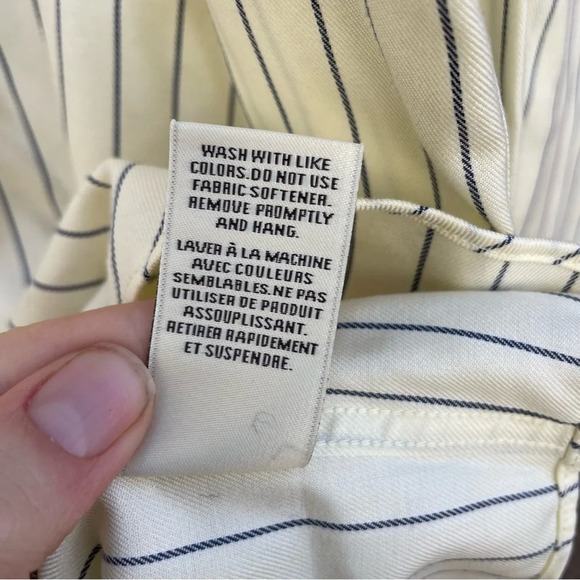 WASH WITH LIKE
COLORS.DO NOT USE
FABRIC SOFTENER.
REMOVE PROMPTLY
AND HANG.
LAVER À LA MACHINE
AVEC COULEURS
SEMBLABLES.NE PAS
UTILISER DE PRODUIT
ASSOUPLISSANT.
RETIRER RAPIDEMENT
ET SUSPENDRE.